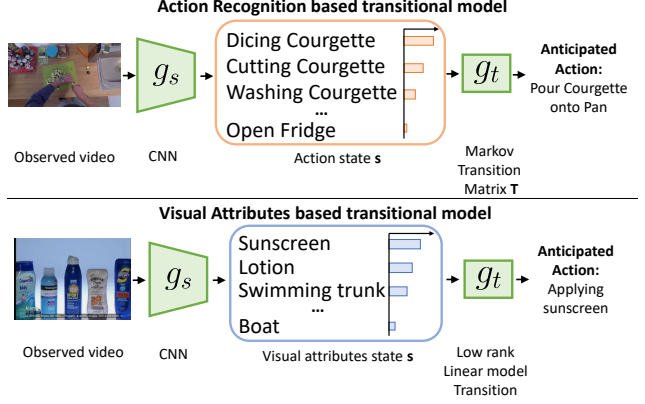 Action Recognition based transitional model
g_s
Dicing Courgette
Cutting Courgette
Washing Courgette
...
Open Fridge
g_t
Anticipated
Action:
Pour Courgette
onto Pan
Observed video
CNN
Action state s
Markov
Transition
Matrix T
Visual Attributes based transitional model
g_s
Sunscreen
Lotion
Swimming trunk
...
Boat
g_t
Anticipated
Action:
Applying
sunscreen
Observed video
CNN
Visual attributes state s
Low rank
Linear model
Transition